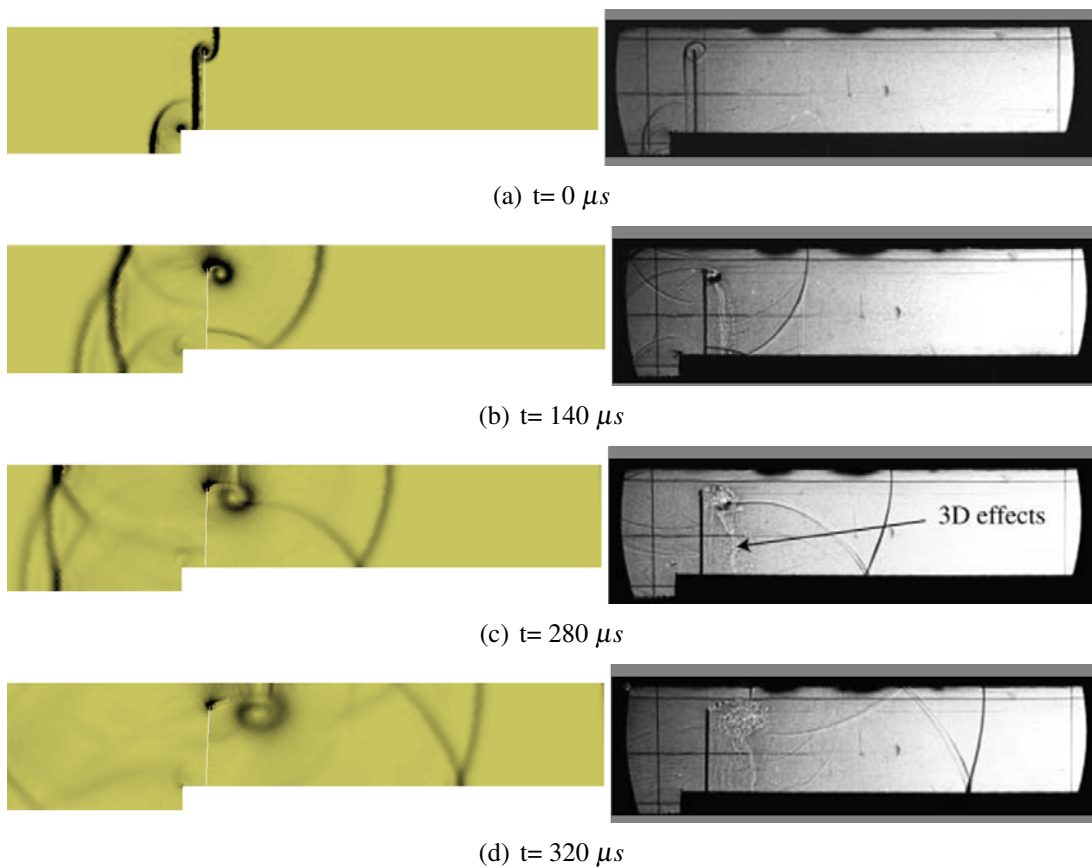 (a) t= 0 μs
(b) t= 140 μs
3D effects
(c) t= 280 μs
(d) t= 320 μs